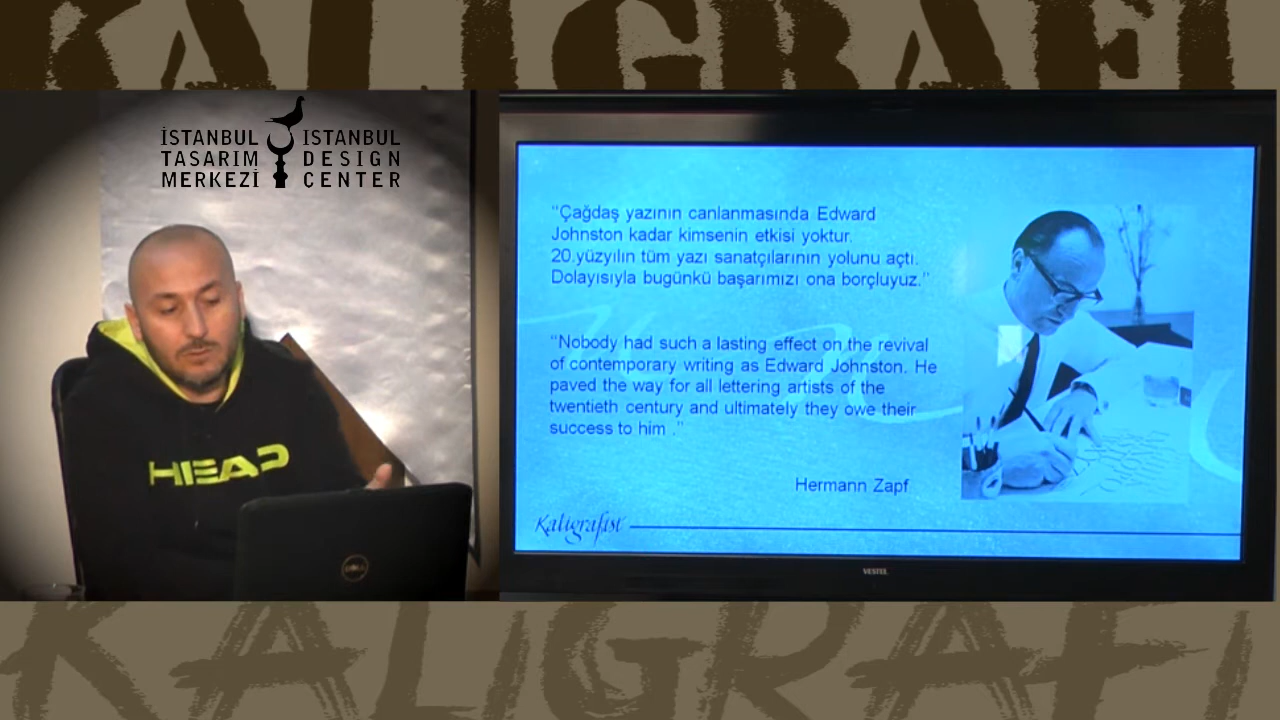 KALIGRAFI
İSTANBUL
TASARIM
MERKEZİ
ISTANBUL
DESIGN
CENTER
HEAD
DELL
"Çağdaş yazının canlanmasında Edward
Johnston kadar kimsenin etkisi yoktur.
20.yüzyılın tüm yazı sanatçılarının yolunu açtı.
Dolayısıyla bugünkü başarımızı ona borçluyuz."
"Nobody had such a lasting effect on the revival
of contemporary writing as Edward Johnston. He
paved the way for all lettering artists of the
twentieth century and ultimately they owe their
success to him ."
Hermann Zapf
Kaligrafist
VESTEL
KALIGRAFI